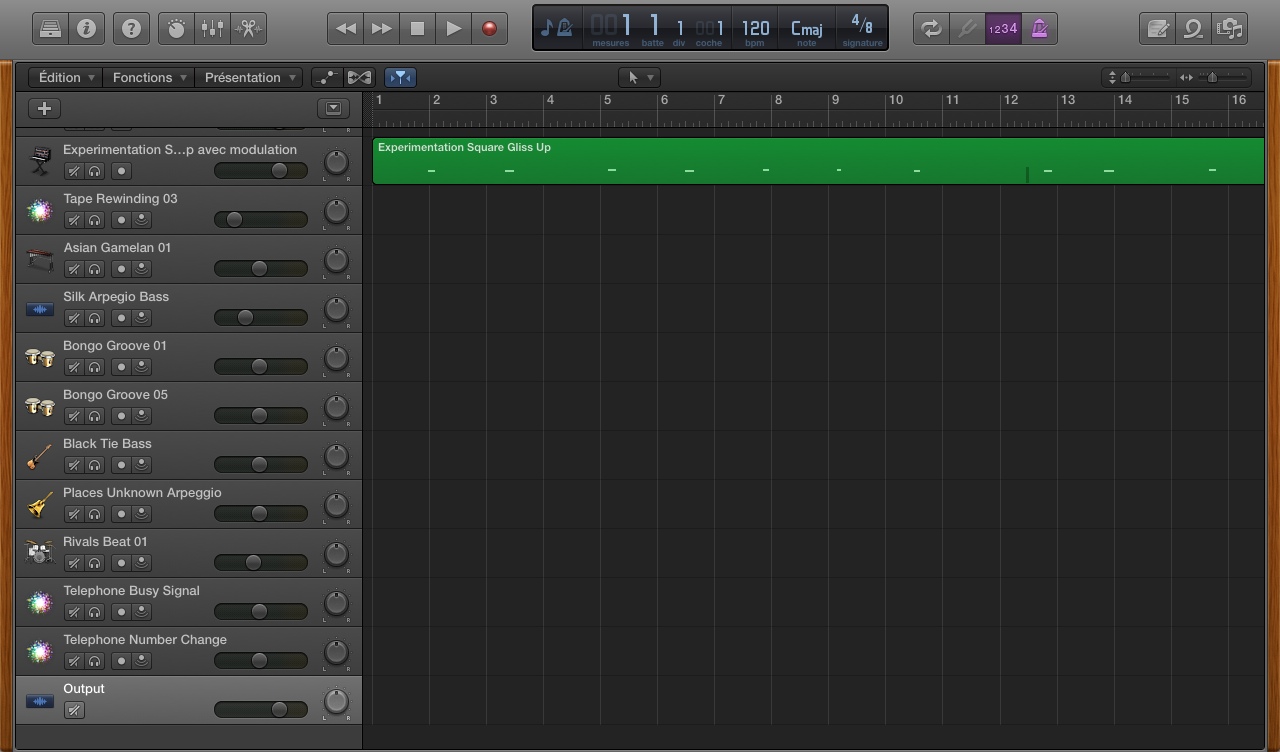 1234
001 1 1 001 120 Cmaj 4/8
mesures batte div coche bpm note signature
Édition Fonctions Présentation
1 2 3 4 5 6 7 8 9 10 11 12 13 14 15 16
Experimentation S...p avec modulation
Experimentation Square Gliss Up
Tape Rewinding 03
Asian Gamelan 01
Silk Arpegio Bass
Bongo Groove 01
Bongo Groove 05
Black Tie Bass
Places Unknown Arpeggio
Rivals Beat 01
Telephone Busy Signal
Telephone Number Change
Output